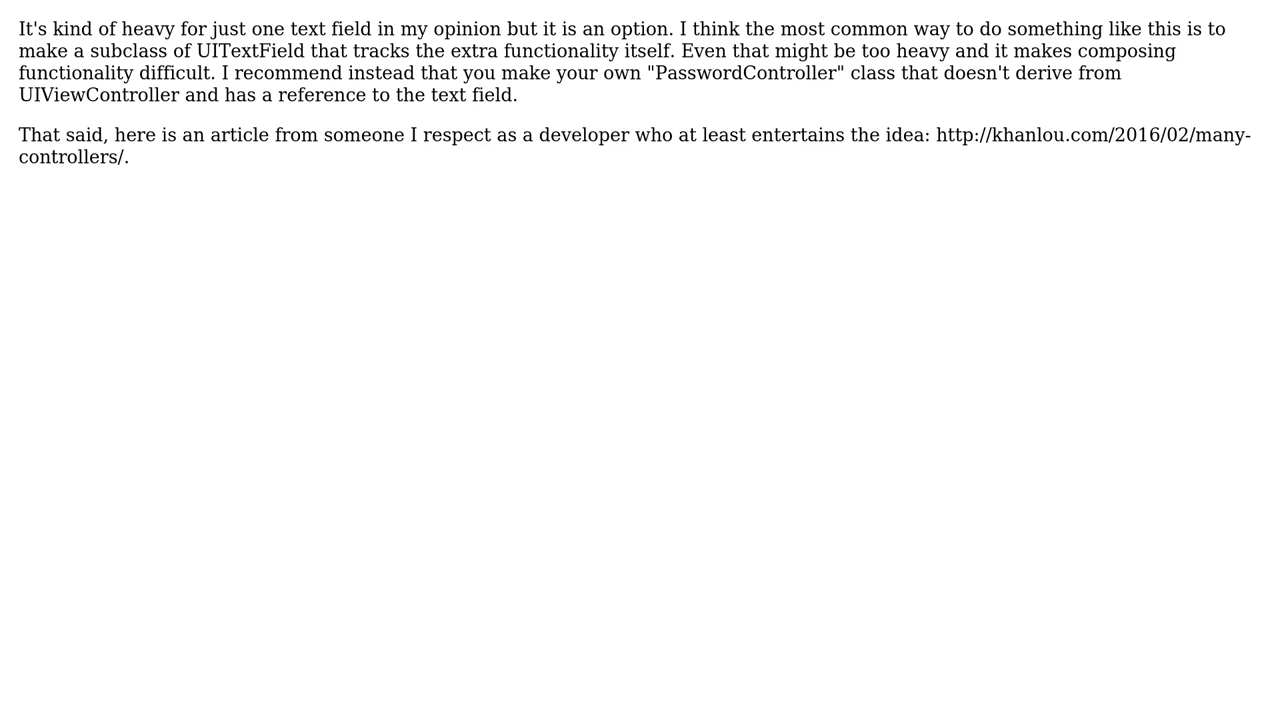 It's kind of heavy for just one text field in my opinion but it is an option. I think the most common way to do something like this is to
make a subclass of UITextField that tracks the extra functionality itself. Even that might be too heavy and it makes composing
functionality difficult. I recommend instead that you make your own "PasswordController" class that doesn't derive from
UIViewController and has a reference to the text field.
That said, here is an article from someone I respect as a developer who at least entertains the idea: http://khanlou.com/2016/02/many-
controllers/.